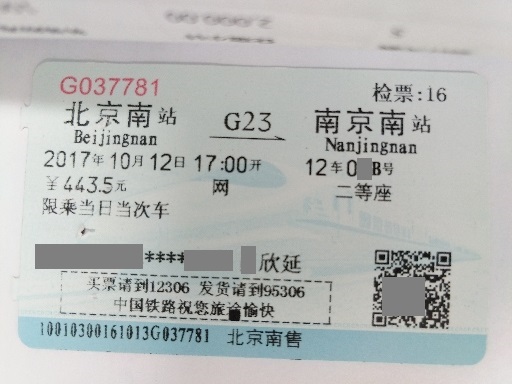 G037781 检票:16
北京南站 G23 南京南站
Beijingnan Nanjingnan
2017年10月12日 17:00开 12车0 B号
￥443.5元 网 二等座
限乘当日当次车
**** 欣延
买票请到12306 发货请到95306
中国铁路祝您旅途愉快
10010300161013G037781 北京南售